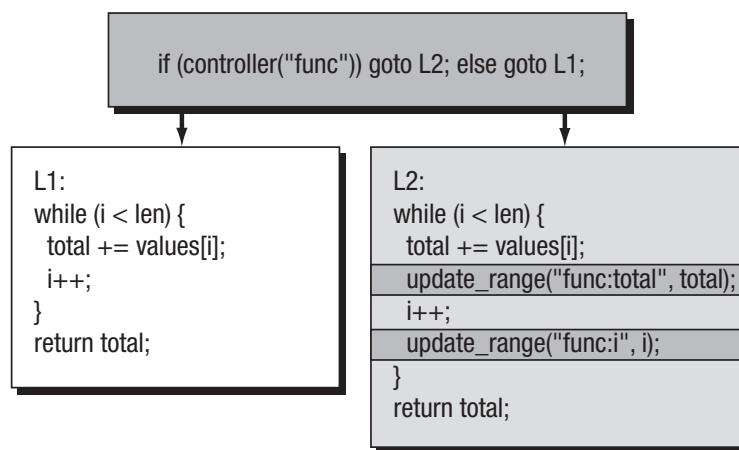 if (controller("func")) goto L2; else goto L1;
L1:
while (i < len) {
total += values[i];
i++;
}
return total;
L2:
while (i < len) {
total += values[i];
update_range("func:total", total);
i++;
update_range("func:i", i);
}
return total;